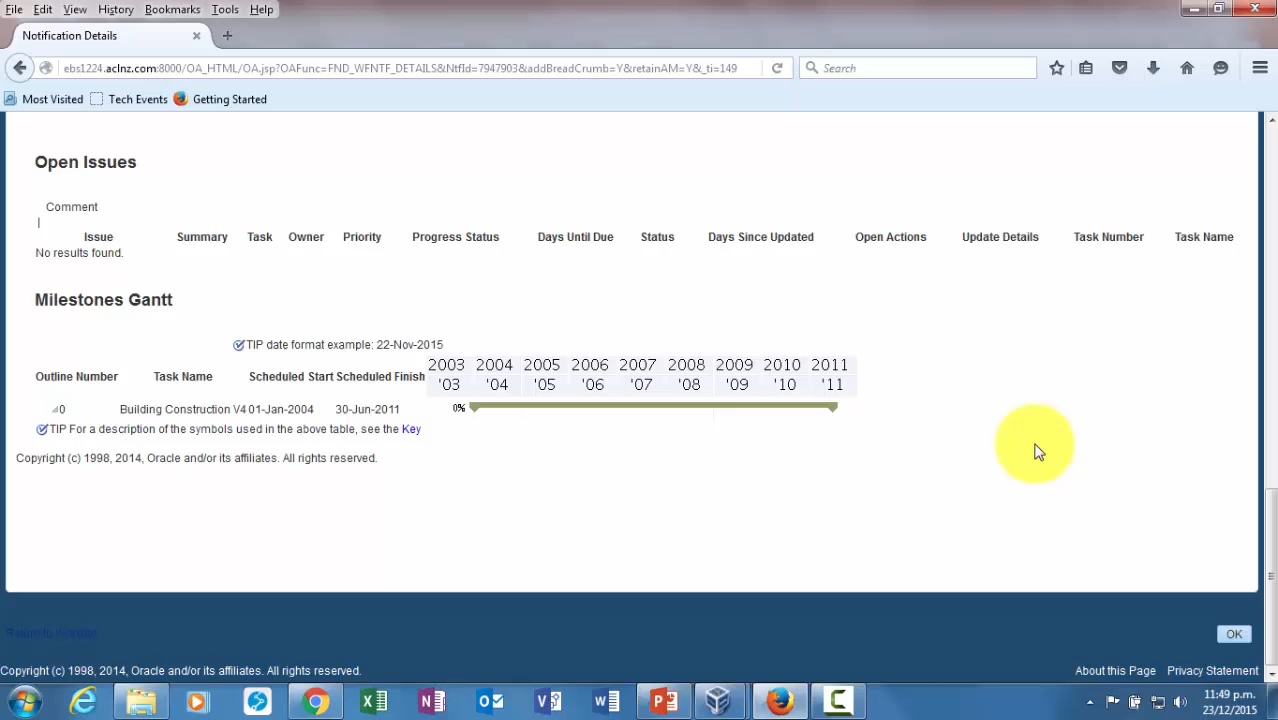 File Edit View History Bookmarks Tools Help
Notification Details
ebs1224.aclnz.com:8000/OA_HTML/OA.jsp?OAFunc=FND_WFNTF_DETAILS&NtfId=7947903&addBreadCrumb=Y&retainAM=Y&_ti=149 Search
Most Visited Tech Events Getting Started
Open Issues
Comment
|
Issue Summary Task Owner Priority Progress Status Days Until Due Status Days Since Updated Open Actions Update Details Task Number Task Name
No results found.
Milestones Gantt
TIP date format example: 22-Nov-2015
2003 2004 2005 2006 2007 2008 2009 2010 2011
Outline Number Task Name Scheduled Start Scheduled Finish '03 '04 '05 '06 '07 '08 '09 '10 '11
0 Building Construction V4 01-Jan-2004 30-Jun-2011 0%
TIP For a description of the symbols used in the above table, see the Key
Copyright (c) 1998, 2014, Oracle and/or its affiliates. All rights reserved.
Return to Worklist
OK
Copyright (c) 1998, 2014, Oracle and/or its affiliates. All rights reserved. About this Page Privacy Statement
11:49 p.m.
23/12/2015